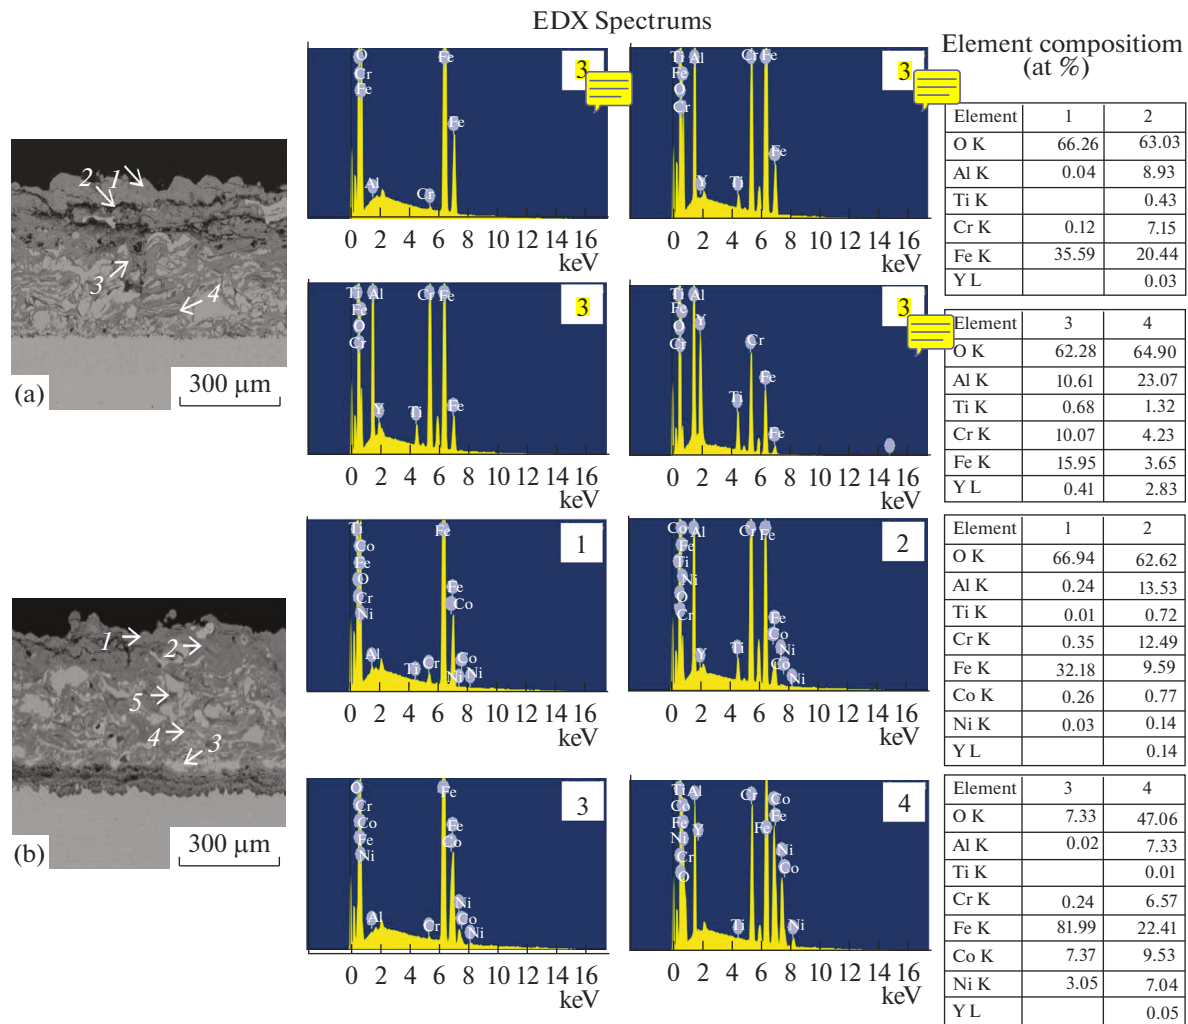 EDX Spectrums
Element compositiom
(at %)
2 1
3 4
(a)
300 μm
O
Cr
Fe
Al
Cr
Fe
Fe
3
0 2 4 6 8 10 12 14 16
keV
Ti Al Cr Fe
Fe
O
Cr
Y
Ti
Fe
3
0 2 4 6 8 10 12 14 16
keV
Element 1 2
O K 66.26 63.03
Al K 0.04 8.93
Ti K 0.43
Cr K 0.12 7.15
Fe K 35.59 20.44
Y L 0.03
Ti Al Cr Fe
Fe
O
Cr
Y
Ti
Fe
3
0 2 4 6 8 10 12 14 16
keV
Ti Al
Fe
Y
O
Cr
Cr
Ti
Fe
Fe
3
0 2 4 6 8 10 12 14 16
keV
Element 3 4
O K 62.28 64.90
Al K 10.61 23.07
Ti K 0.68 1.32
Cr K 10.07 4.23
Fe K 15.95 3.65
Y L 0.41 2.83
1 2
5
4 3
(b)
300 μm
Ti Fe
Co
Fe
O
Cr
Ni
Fe
Co
Al
Ti
Cr
Co
Ni
Ni
1
0 2 4 6 8 10 12 14 16
keV
Co Al Cr Fe
Fe
Ti
Ni
O
Cr
Y
Ti
Fe
Co
Ni
Co
Ni
2
0 2 4 6 8 10 12 14 16
keV
Element 1 2
O K 66.94 62.62
Al K 0.24 13.53
Ti K 0.01 0.72
Cr K 0.35 12.49
Fe K 32.18 9.59
Co K 0.26 0.77
Ni K 0.03 0.14
Y L 0.14
O Fe
Cr
Co
Fe
Ni
Fe
Co
Al
Cr
Ni
Co
Ni
3
0 2 4 6 8 10 12 14 16
keV
Ti Al Cr Co
Co
Fe
Y
Fe
Fe
Ni
Cr
O
Ni
Co
Ti
Ni
4
0 2 4 6 8 10 12 14 16
keV
Element 3 4
O K 7.33 47.06
Al K 0.02 7.33
Ti K 0.01
Cr K 0.24 6.57
Fe K 81.99 22.41
Co K 7.37 9.53
Ni K 3.05 7.04
Y L 0.05